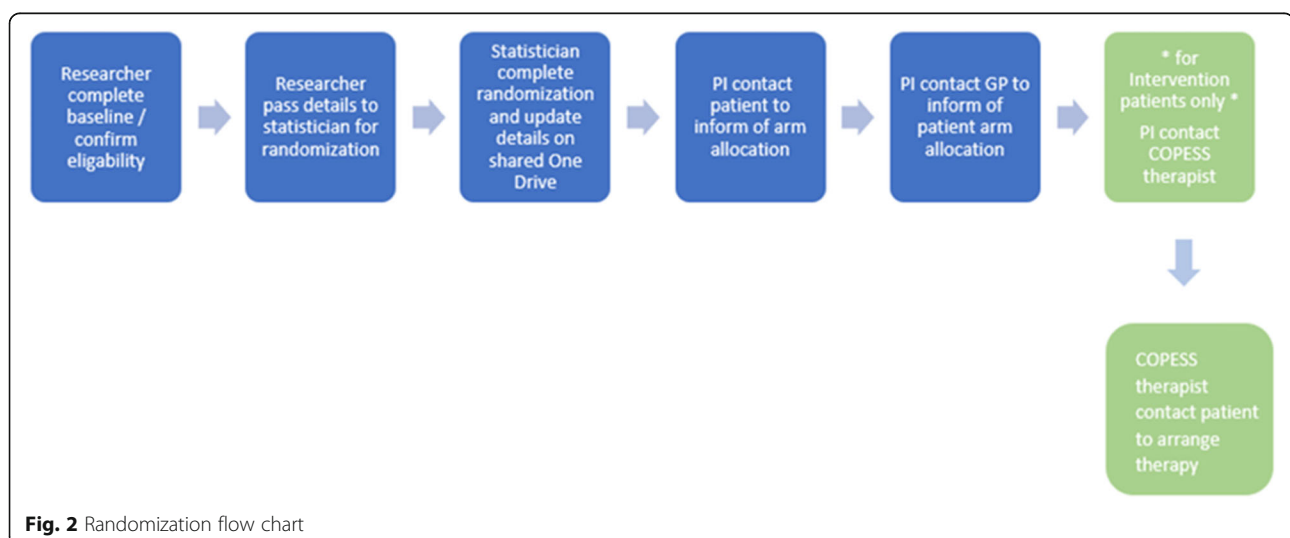 Researcher
complete
baseline /
confirm
eligability
Researcher
pass details to
statistician for
randomization
Statistician
complete
randomization
and update
details on
shared One
Drive
PI contact
patient to
inform of arm
allocation
PI contact GP to
inform of
patient arm
allocation
* for
Intervention
patients only *
PI contact
COPESS
therapist
COPESS
therapist
contact patient
to arrange
therapy
Fig. 2 Randomization flow chart